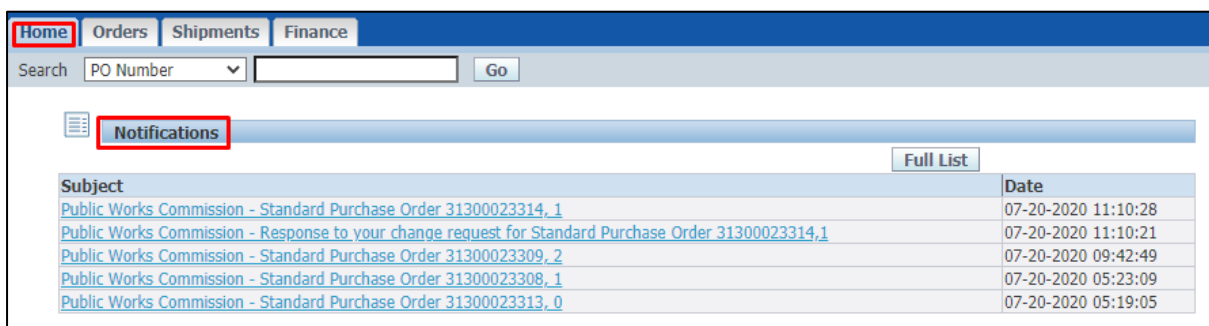 Home Orders Shipments Finance
Search PO Number Go
Notifications
Full List
Subject Date
Public Works Commission - Standard Purchase Order 31300023314, 1 07-20-2020 11:10:28
Public Works Commission - Response to your change request for Standard Purchase Order 31300023314,1 07-20-2020 11:10:21
Public Works Commission - Standard Purchase Order 31300023309, 2 07-20-2020 09:42:49
Public Works Commission - Standard Purchase Order 31300023308, 1 07-20-2020 05:23:09
Public Works Commission - Standard Purchase Order 31300023313, 0 07-20-2020 05:19:05